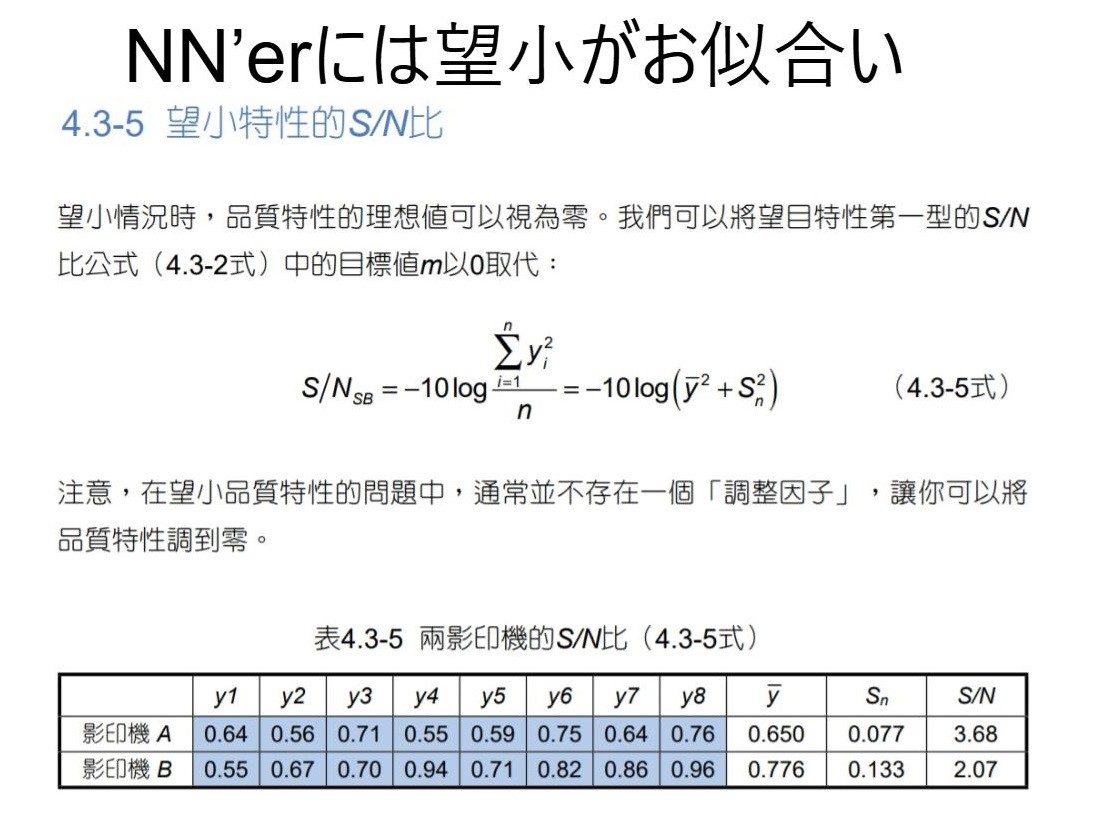 NN’erには望小がお似合い
4.3-5 望小特性的S/N比
望小情況時，品質特性的理想值可以視為零。我們可以將望目特性第一型的S/N
比公式（4.3-2式）中的目標值m以0取代：
S/N_SB = −10 log (∑_{i=1}^{n} y_i^2 / n) = −10 log(ȳ^2 + S_n^2) （4.3-5式）
注意，在望小品質特性的問題中，通常並不存在一個「調整因子」，讓你可以將
品質特性調到零。
表4.3-5 兩影印機的S/N比（4.3-5式）
y1 y2 y3 y4 y5 y6 y7 y8 ȳ Sn S/N
影印機 A 0.64 0.56 0.71 0.55 0.59 0.75 0.64 0.76 0.650 0.077 3.68
影印機 B 0.55 0.67 0.70 0.94 0.71 0.82 0.86 0.96 0.776 0.133 2.07